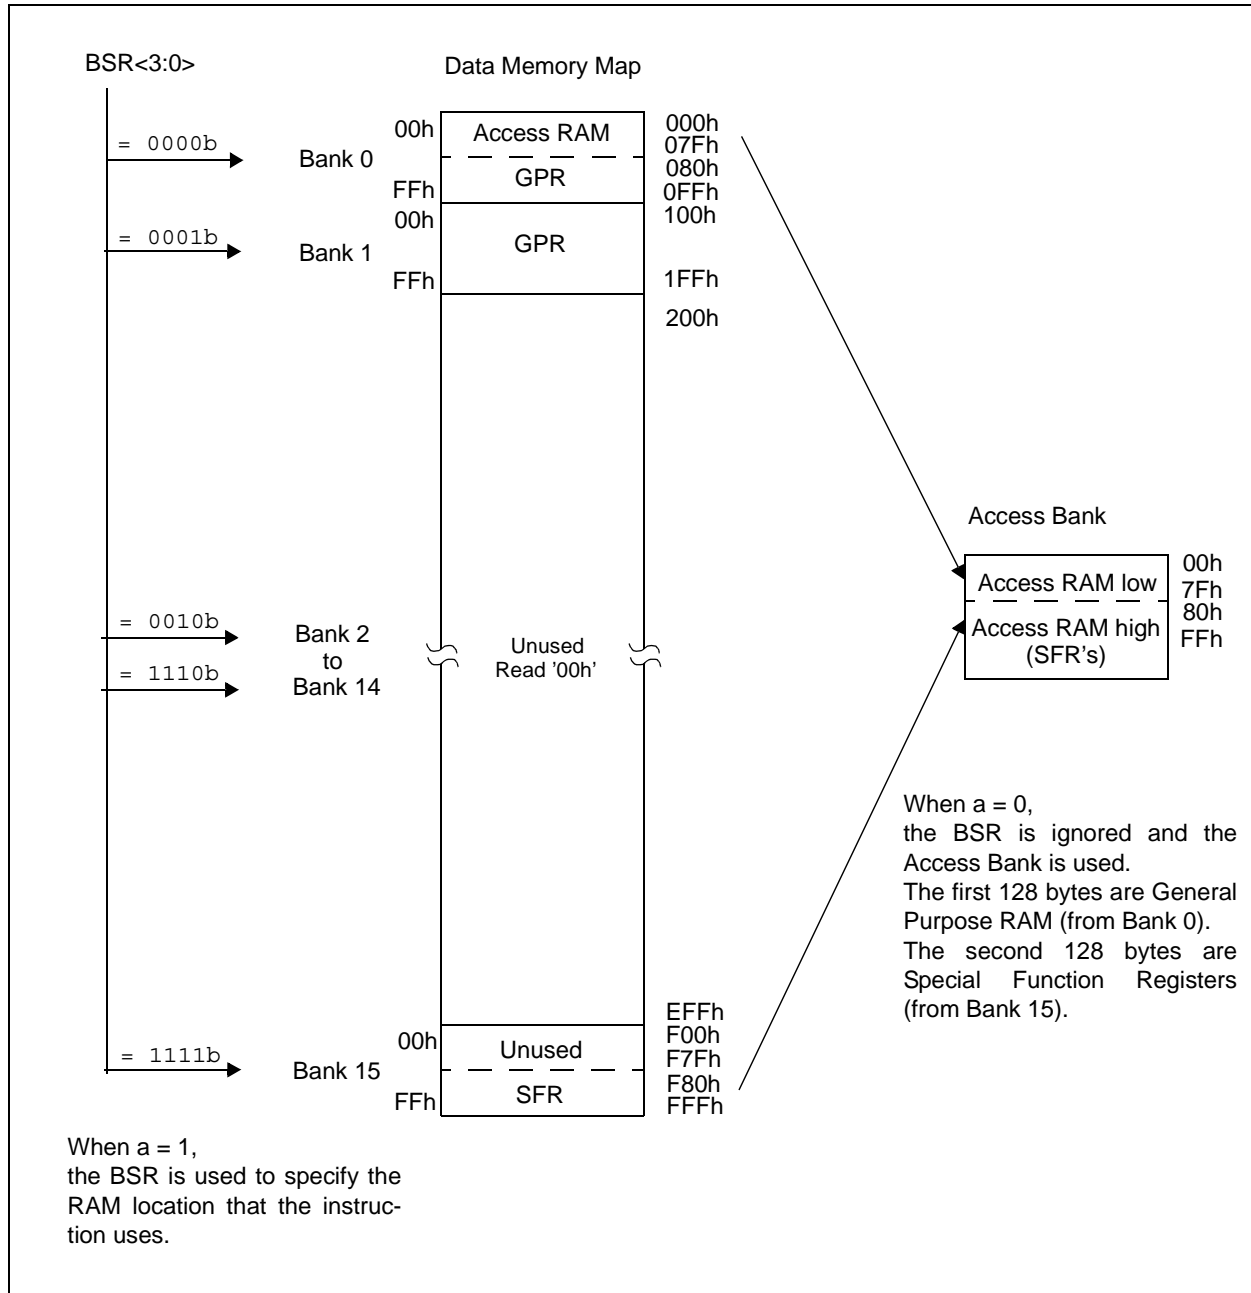 BSR<3:0>
Data Memory Map
= 0000b
Bank 0
00h
Access RAM
000h
07Fh
FFh
GPR
080h
0FFh
= 0001b
Bank 1
00h
GPR
100h
FFh
1FFh
200h
Access Bank
Access RAM low
00h
7Fh
Access RAM high
(SFR's)
80h
FFh
= 0010b
= 1110b
Bank 2
to
Bank 14
Unused
Read '00h'
When a = 0,
the BSR is ignored and the
Access Bank is used.
The first 128 bytes are General
Purpose RAM (from Bank 0).
The second 128 bytes are
Special Function Registers
(from Bank 15).
EFFh
= 1111b
Bank 15
00h
Unused
F00h
F7Fh
FFh
SFR
F80h
FFFh
When a = 1,
the BSR is used to specify the
RAM location that the instruc-
tion uses.